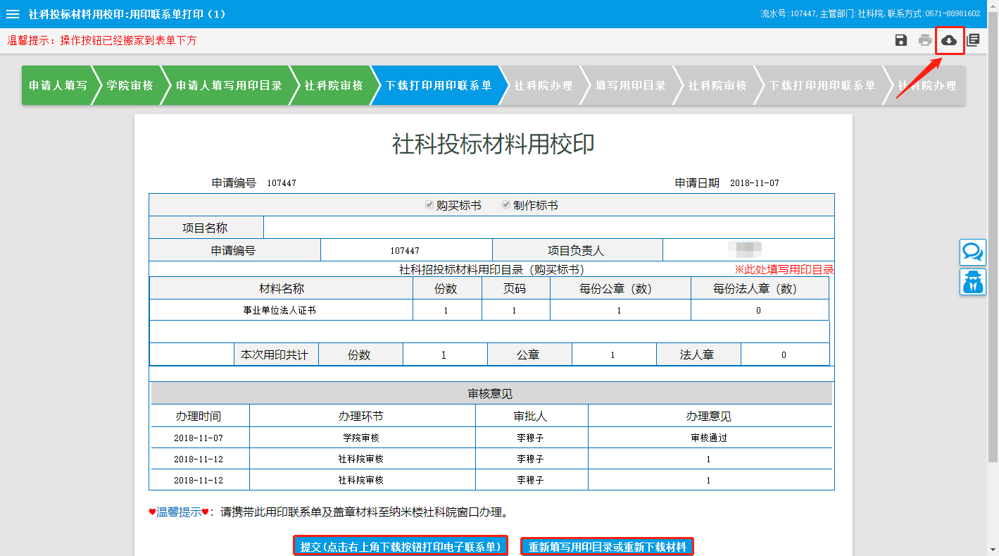 社科投标材料用校印:用印联系单打印（1）
流水号:107447,主管部门:社科院,联系方式:0571-88981602
温馨提示：操作按钮已经搬家到表单下方
申请人填写 学院审核 申请人填写用印目录 社科院审核 下载打印用印联系单 社科院办理 填写用印目录 社科院审核 下载打印用印联系单 社科院办理
社科投标材料用校印
申请编号 107447 申请日期 2018-11-07
购买标书 制作标书
项目名称
申请编号 107447 项目负责人
社科招投标材料用印目录（购买标书） ※此处填写用印目录
材料名称 份数 页码 每份公章（数） 每份法人章（数）
事业单位法人证书 1 1 1 0
本次用印共计 份数 1 公章 1 法人章 0
审核意见
办理时间 办理环节 审批人 办理意见
2018-11-07 学院审核 李穆子 审核通过
2018-11-12 社科院审核 李穆子 1
2018-11-12 社科院审核 李穆子 1
♥温馨提示♥：请携带此用印联系单及盖章材料至纳米楼社科院窗口办理。
提交(点击右上角下载按钮打印电子联系单) 重新填写用印目录或重新下载材料